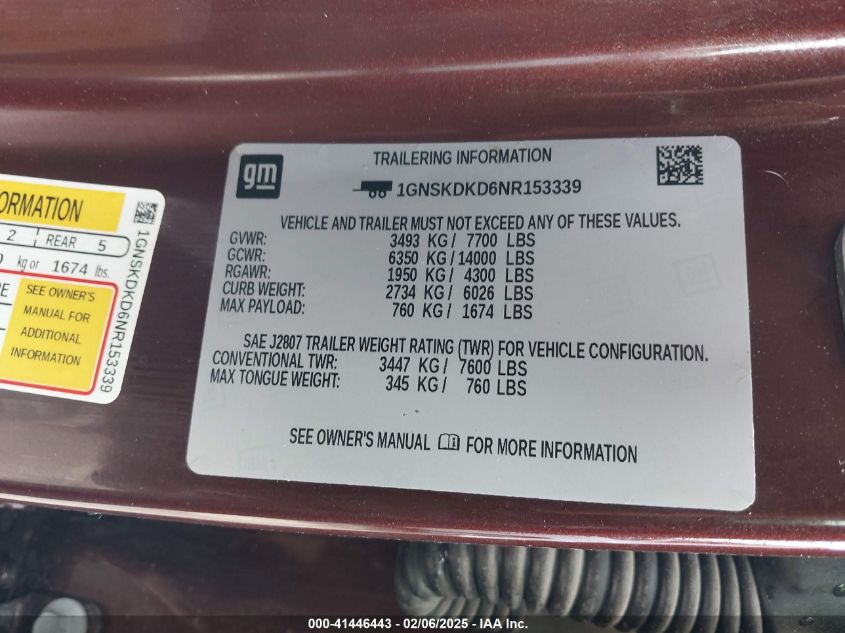 ORMATION
2 REAR 5
kg or 1674 lbs.
SEE OWNER'S
MANUAL FOR
ADDITIONAL
INFORMATION
1GNSKDKD6NR153339
gm
TRAILERING INFORMATION
1GNSKDKD6NR153339
VEHICLE AND TRAILER MUST NOT EXCEED ANY OF THESE VALUES.
GVWR: 3493 KG / 7700 LBS
GCWR: 6350 KG / 14000 LBS
RGAWR: 1950 KG / 4300 LBS
CURB WEIGHT: 2734 KG / 6026 LBS
MAX PAYLOAD: 760 KG / 1674 LBS
SAE J2807 TRAILER WEIGHT RATING (TWR) FOR VEHICLE CONFIGURATION.
CONVENTIONAL TWR: 3447 KG / 7600 LBS
MAX TONGUE WEIGHT: 345 KG / 760 LBS
SEE OWNER'S MANUAL FOR MORE INFORMATION
000-41446443 — 02/06/2025 — IAA Inc.